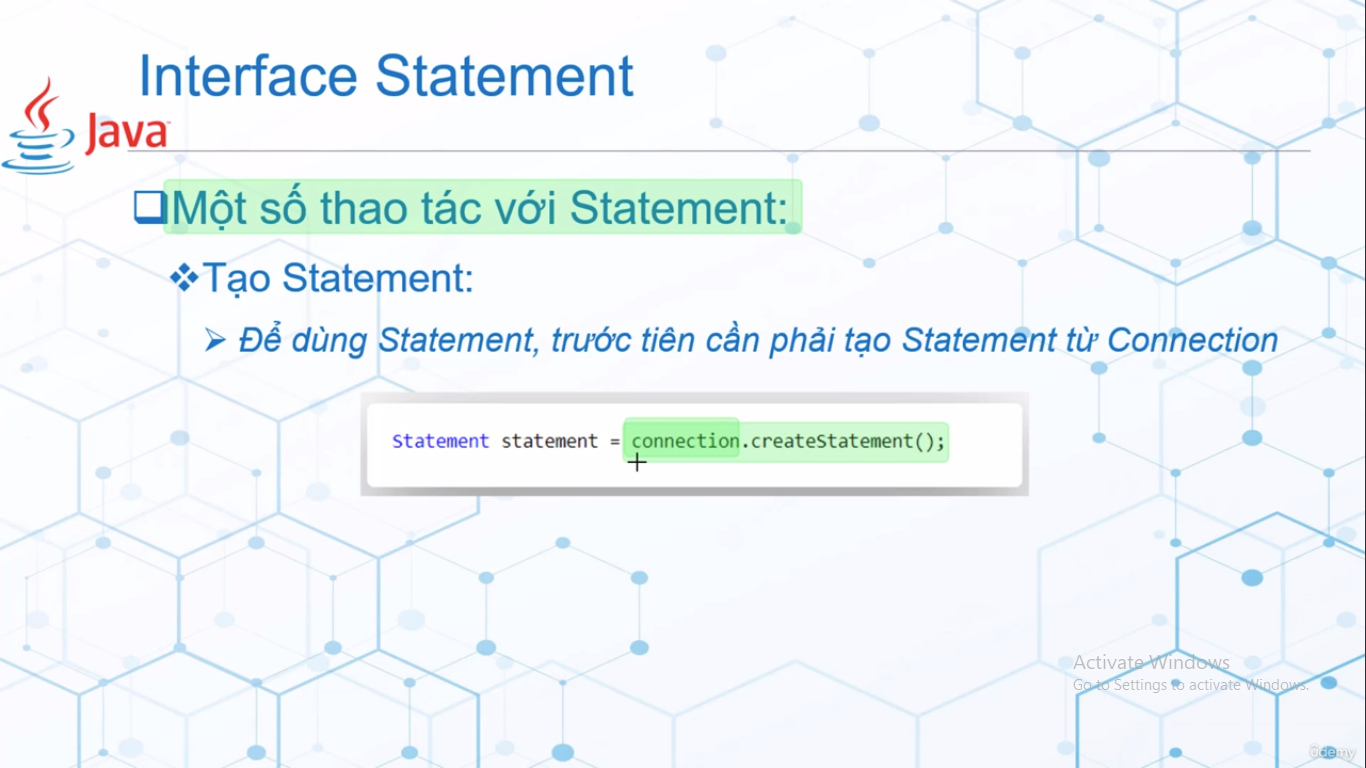 Interface Statement
Java
Một số thao tác với Statement:
Tạo Statement:
Để dùng Statement, trước tiên cần phải tạo Statement từ Connection
Statement statement = connection.createStatement();
Activate Windows
Go to Settings to activate Windows.
ûdemy